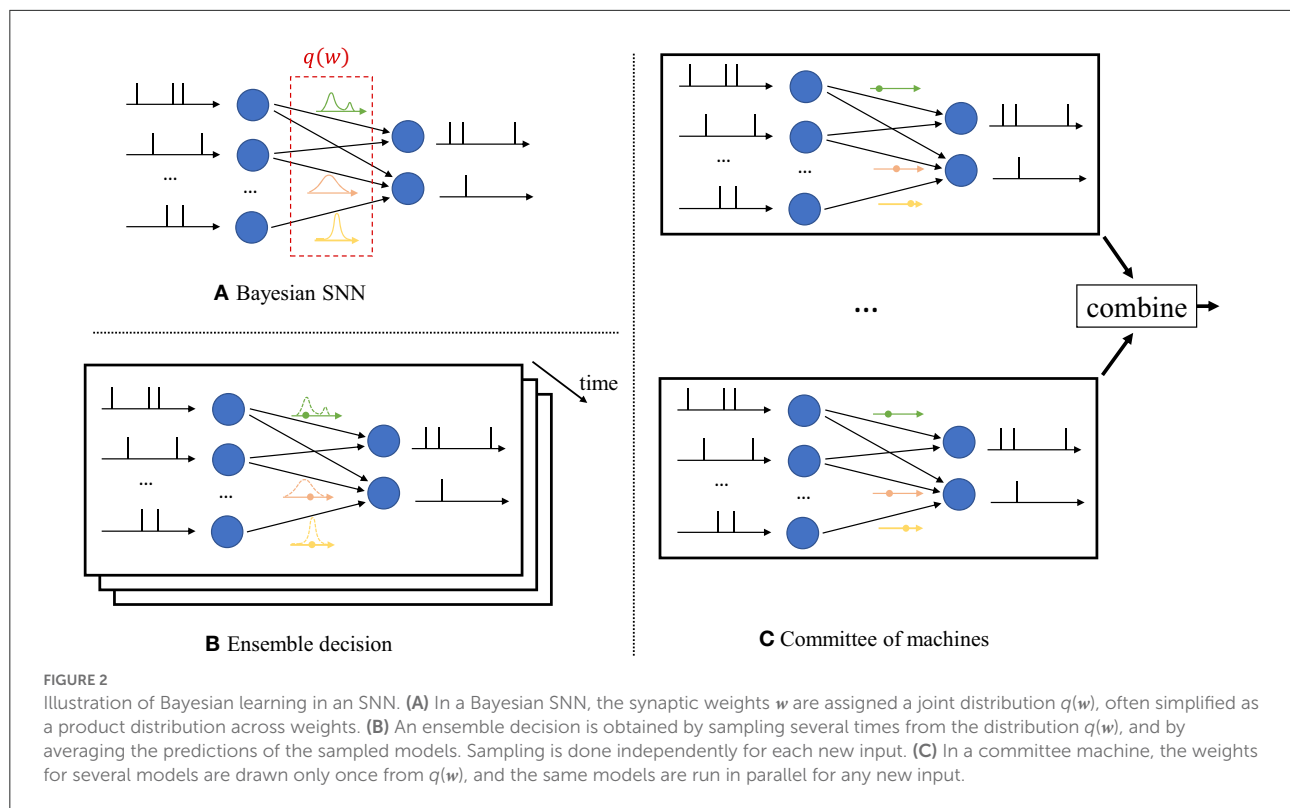 q(w)
...
...
A Bayesian SNN
time
...
...
B Ensemble decision
...
...
...
combine
...
...
C Committee of machines
FIGURE 2
Illustration of Bayesian learning in an SNN. (A) In a Bayesian SNN, the synaptic weights w are assigned a joint distribution q(w), often simplified as
a product distribution across weights. (B) An ensemble decision is obtained by sampling several times from the distribution q(w), and by
averaging the predictions of the sampled models. Sampling is done independently for each new input. (C) In a committee machine, the weights
for several models are drawn only once from q(w), and the same models are run in parallel for any new input.